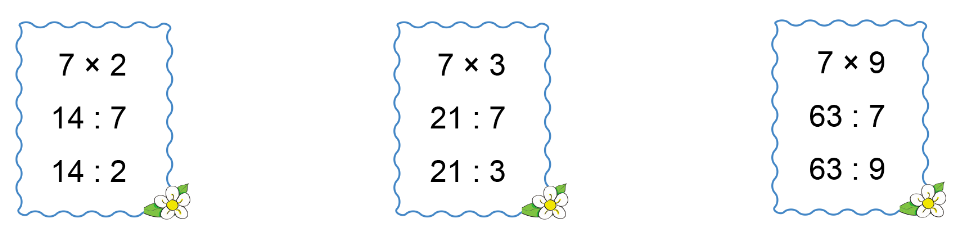 7 × 2
14 : 7
14 : 2
7 × 3
21 : 7
21 : 3
7 × 9
63 : 7
63 : 9